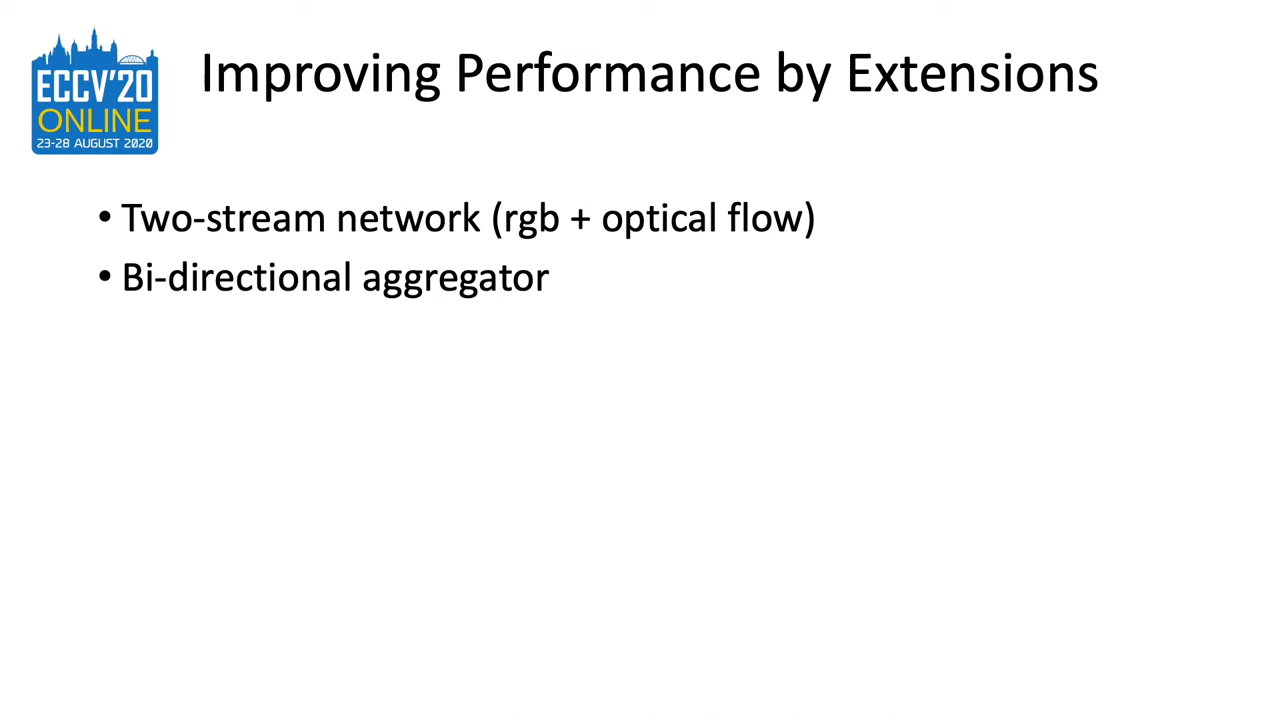 ECCV'20
ONLINE
23-28 AUGUST 2020
Improving Performance by Extensions
• Two-stream network (rgb + optical flow)
• Bi-directional aggregator